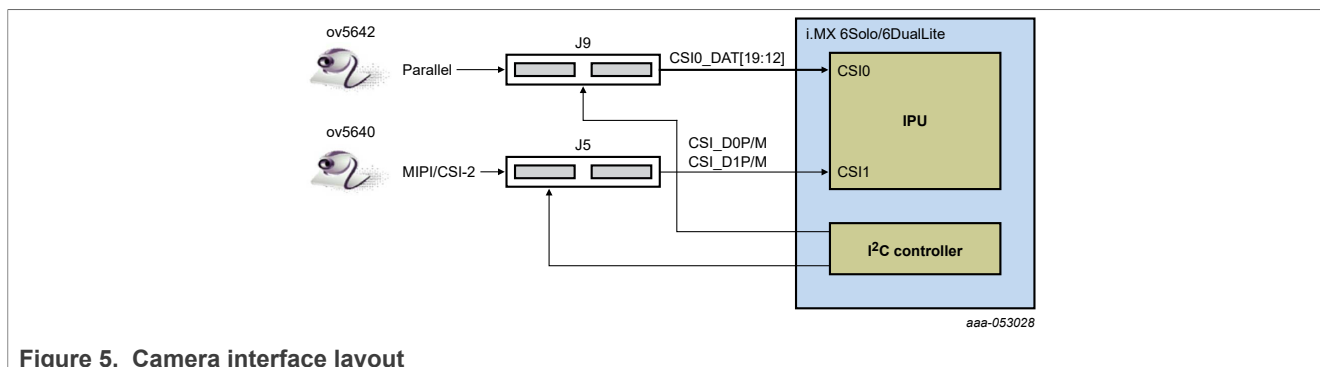 ov5642
J9
i.MX 6Solo/6DualLite
Parallel
CSI0_DAT[19:12]
CSI0
IPU
ov5640
J5
CSI_D0P/M
MIPI/CSI-2
CSI_D1P/M
CSI1
I²C controller
aaa-053028
Figure 5. Camera interface layout